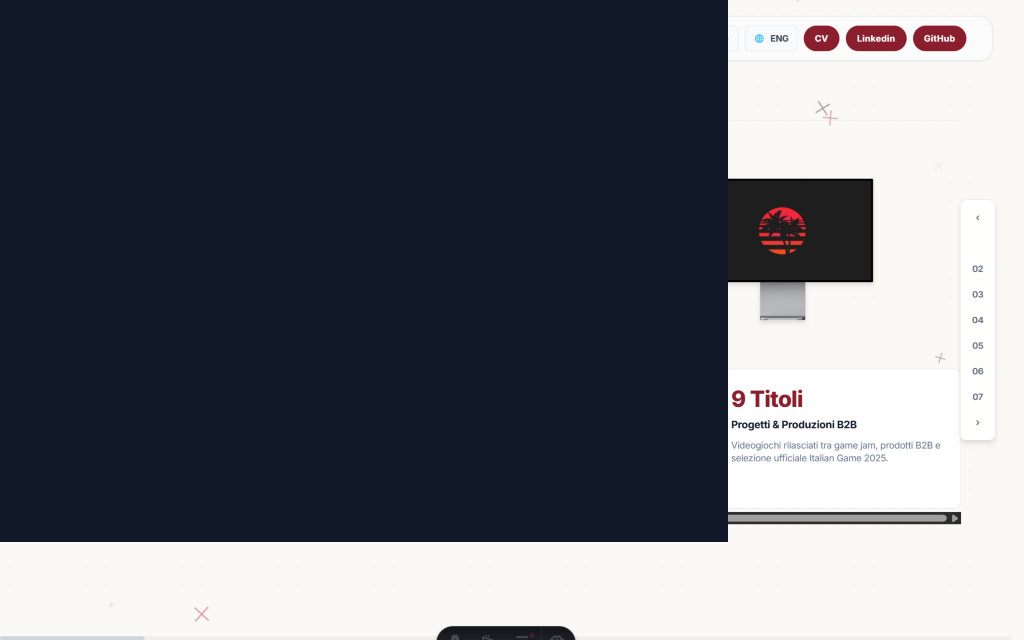 ENG
CV
Linkedin
GitHub
02
03
04
05
06
07
9 Titoli
Progetti & Produzioni B2B
Videogiochi rilasciati tra game jam, prodotti B2B e
selezione ufficiale Italian Game 2025.